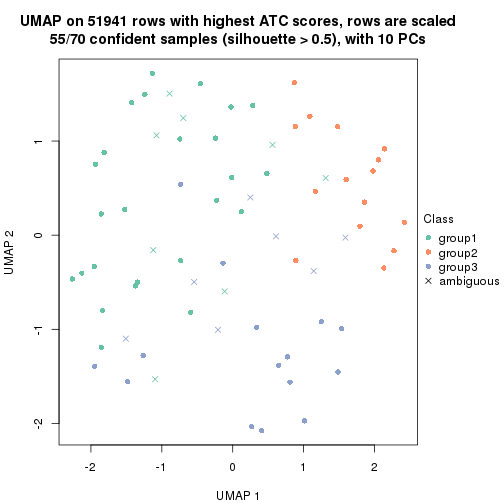 UMAP on 51941 rows with highest ATC scores, rows are scaled
55/70 confident samples (silhouette > 0.5), with 10 PCs
UMAP 2
1
0
-1
-2
-2
-1
0
1
2
UMAP 1
Class
group1
group2
group3
ambiguous